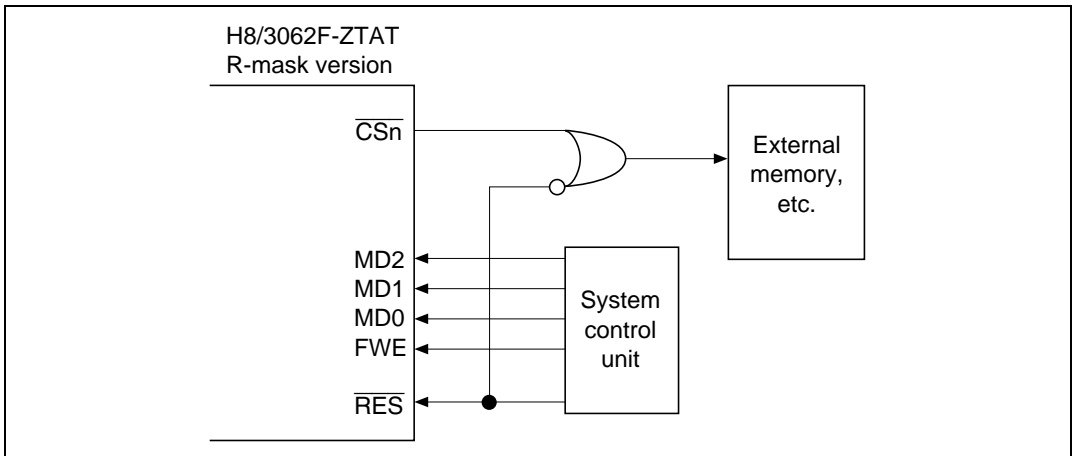 H8/3062F-ZTAT
R-mask version
CSn
External
memory,
etc.
MD2
MD1
MD0
FWE
RES
System
control
unit